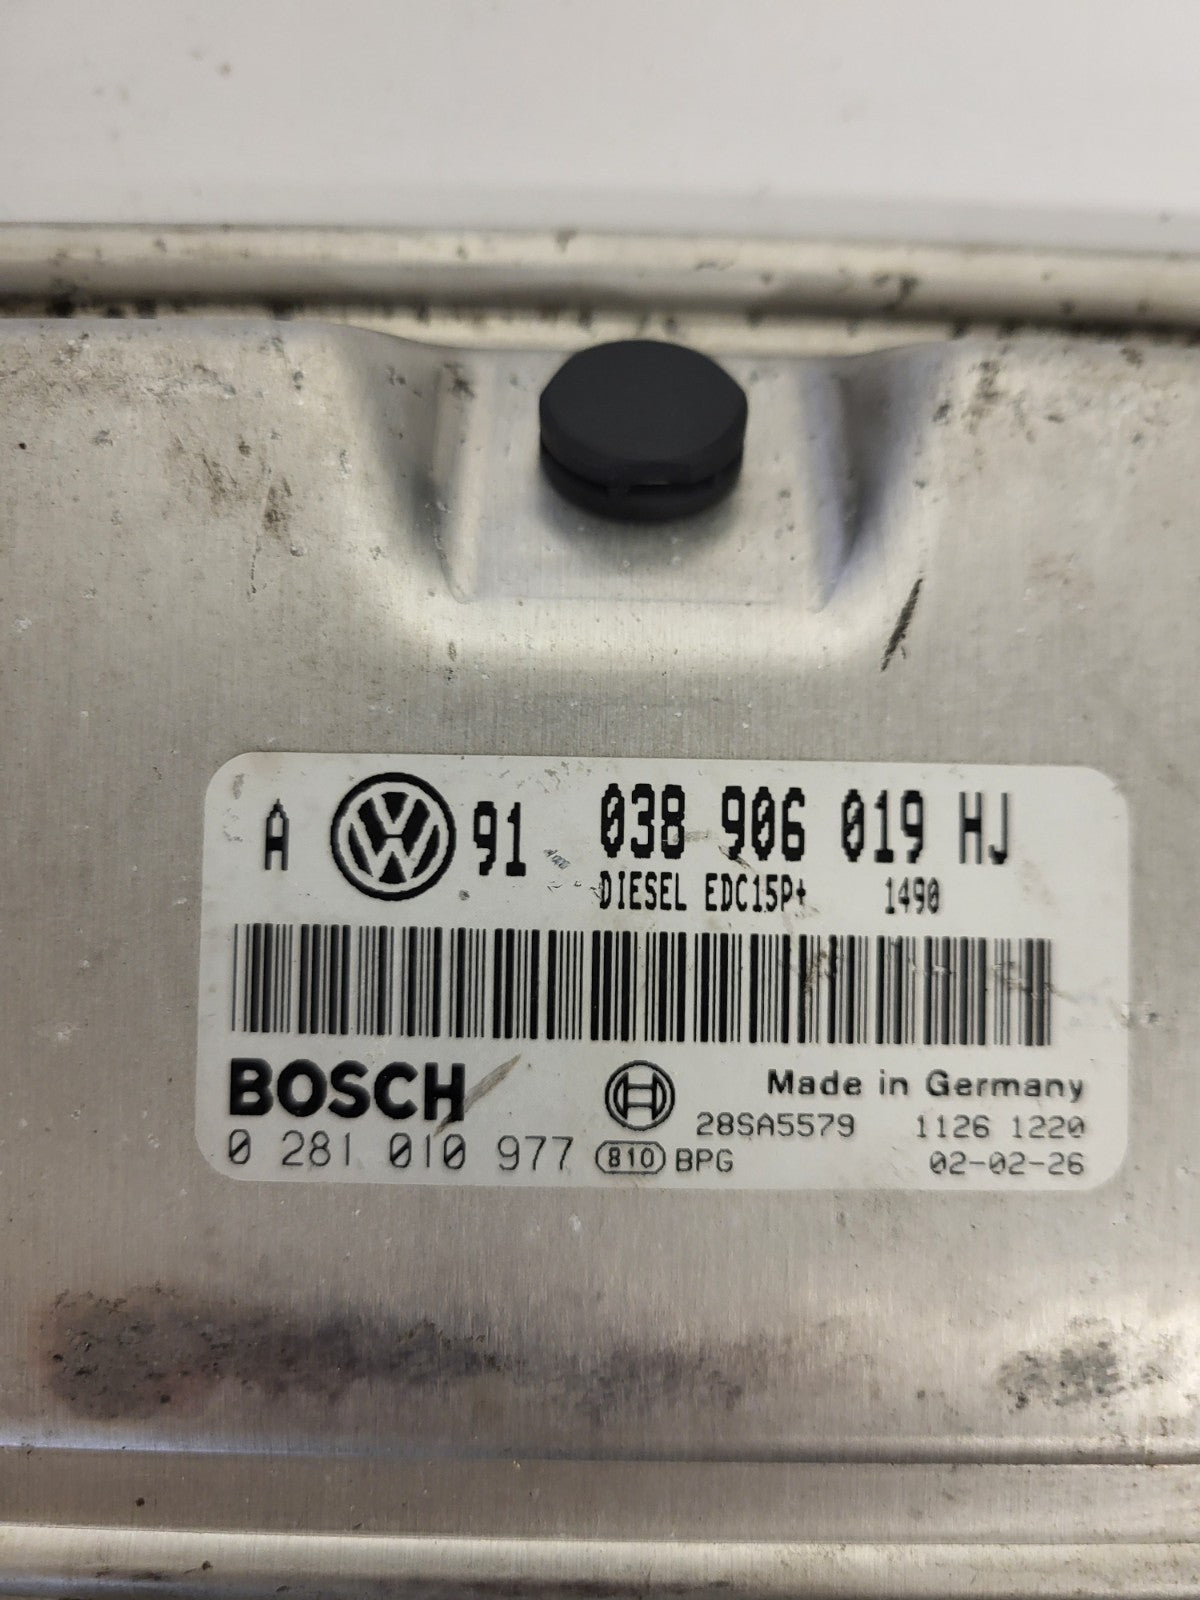 A VW 91 038 906 019 HJ
DIESEL EDC15P+ 1490
BOSCH Made in Germany
28SA5579 1126 1220
0 281 010 977 810 BPG 02-02-26